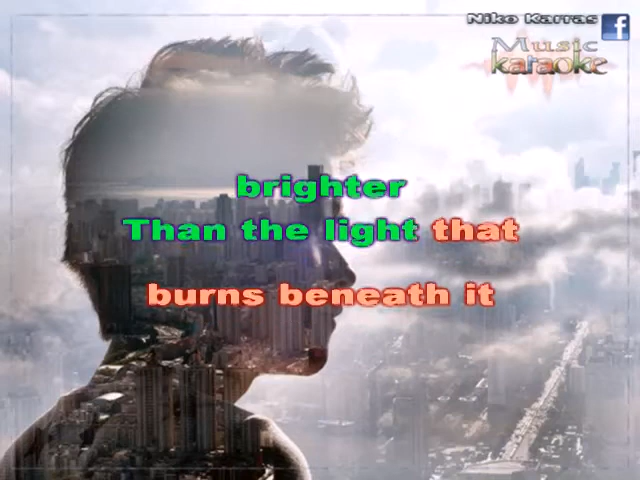 Niko Karras f
Music
karaoke
brighter
Than the light that
burns beneath it